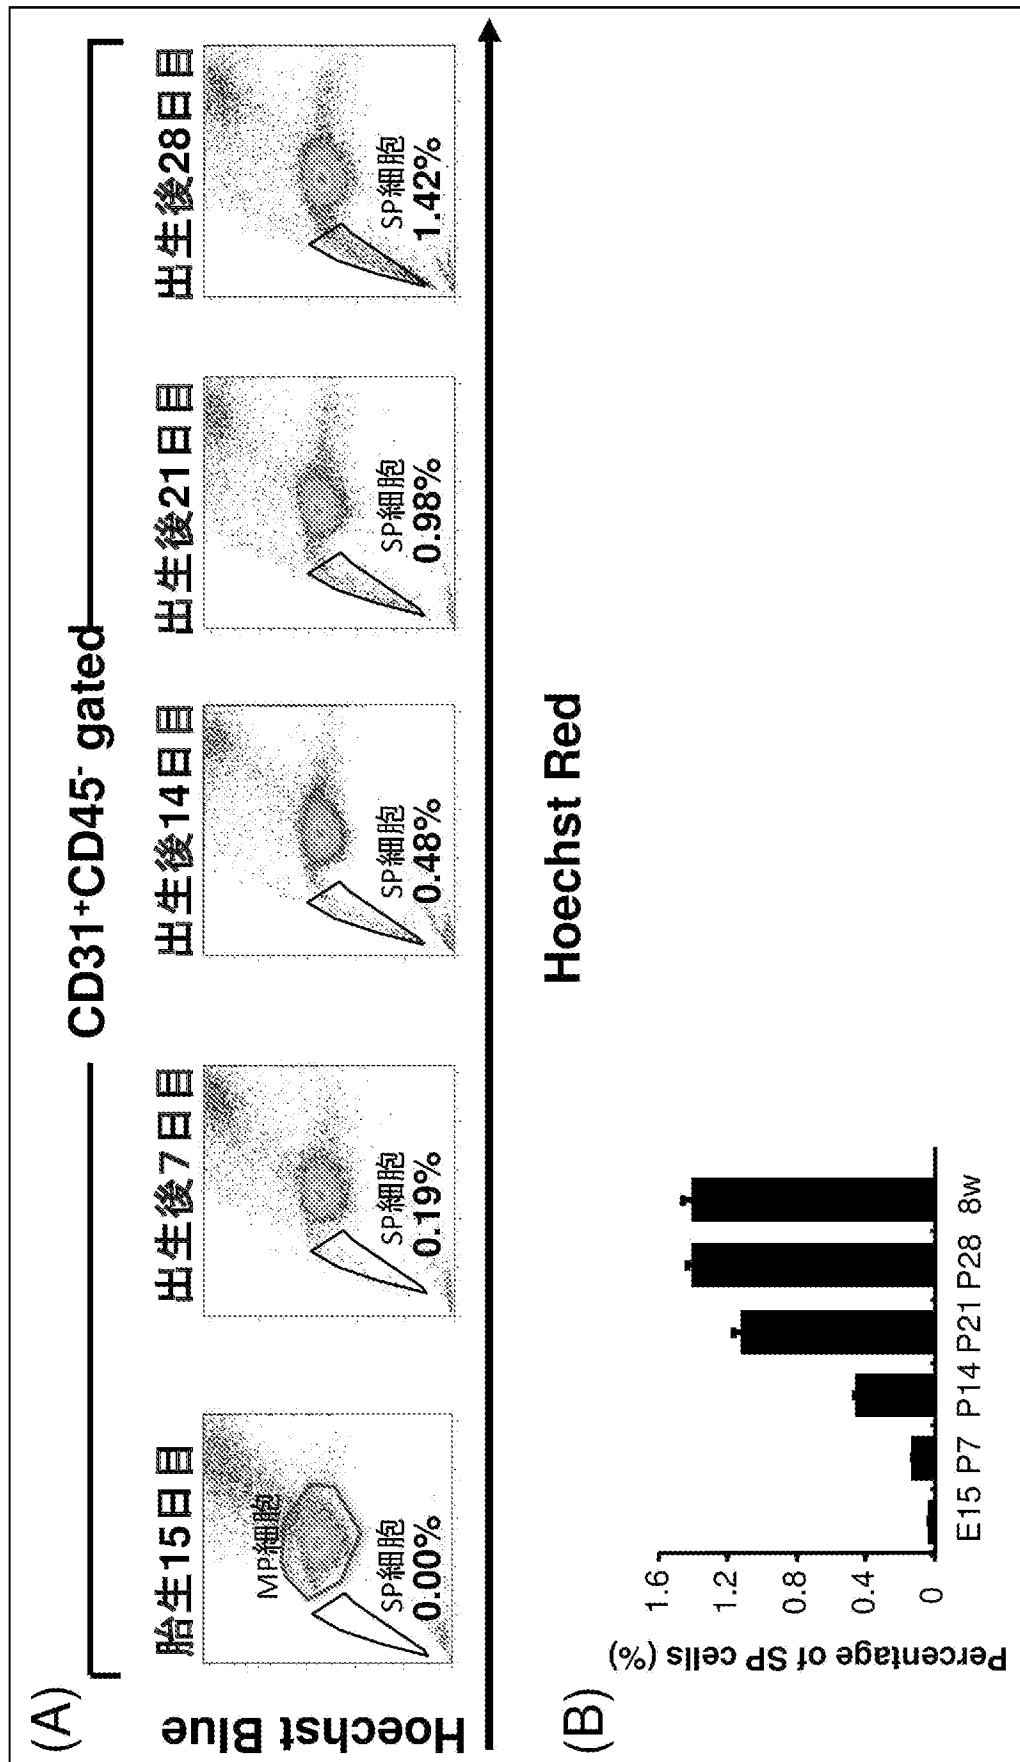 (A)
CD31⁺CD45⁻ gated
胎生15日目
出生後7日目
出生後14日目
出生後21日目
出生後28日目
Hoechst Blue
MP細胞
SP細胞
0.00%
SP細胞
0.19%
SP細胞
0.48%
SP細胞
0.98%
SP細胞
1.42%
Hoechst Red
(B)
Percentage of SP cells (%)
1.6
1.2
0.8
0.4
0
E15 P7 P14 P21 P28 8w